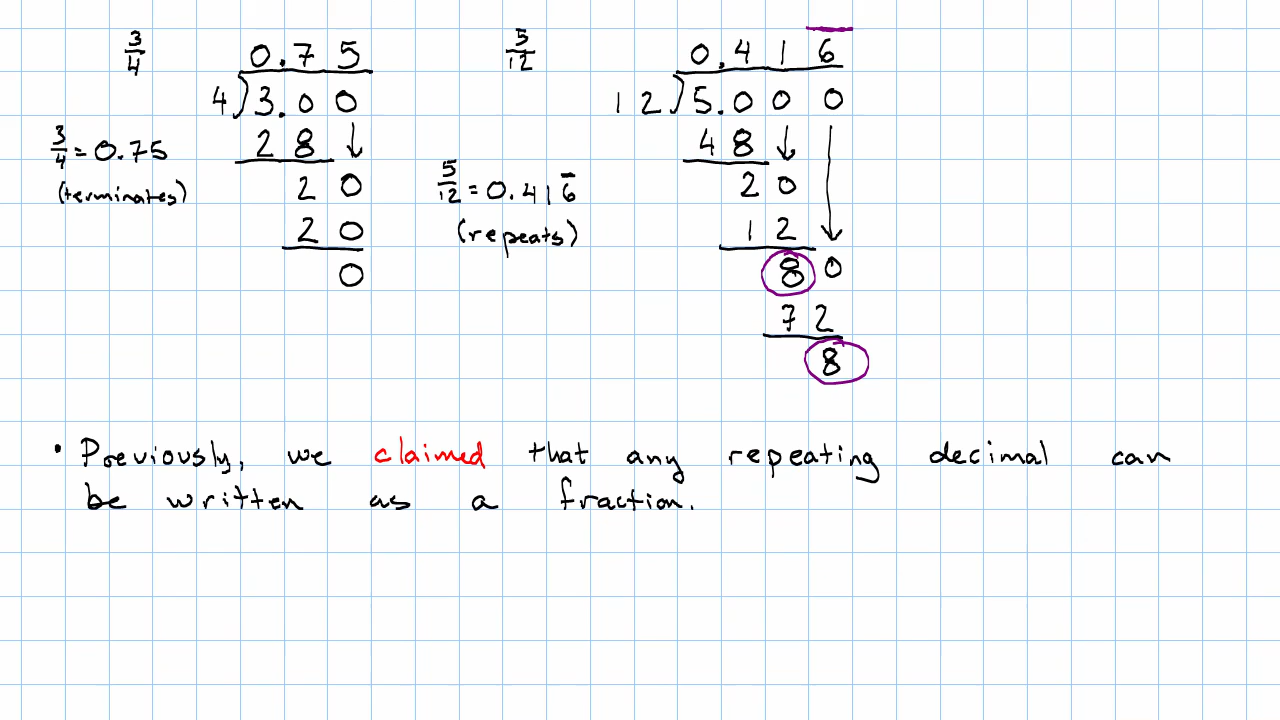 3/4
0.75
4)3.00
28↓
20
20
0
3/4 = 0.75
(terminates)
5/12
0.416̅
12)5.000
48↓
20
12↓
80
72
8
5/12 = 0.416̅
(repeats)
• Previously, we claimed that any repeating decimal can
be written as a fraction.